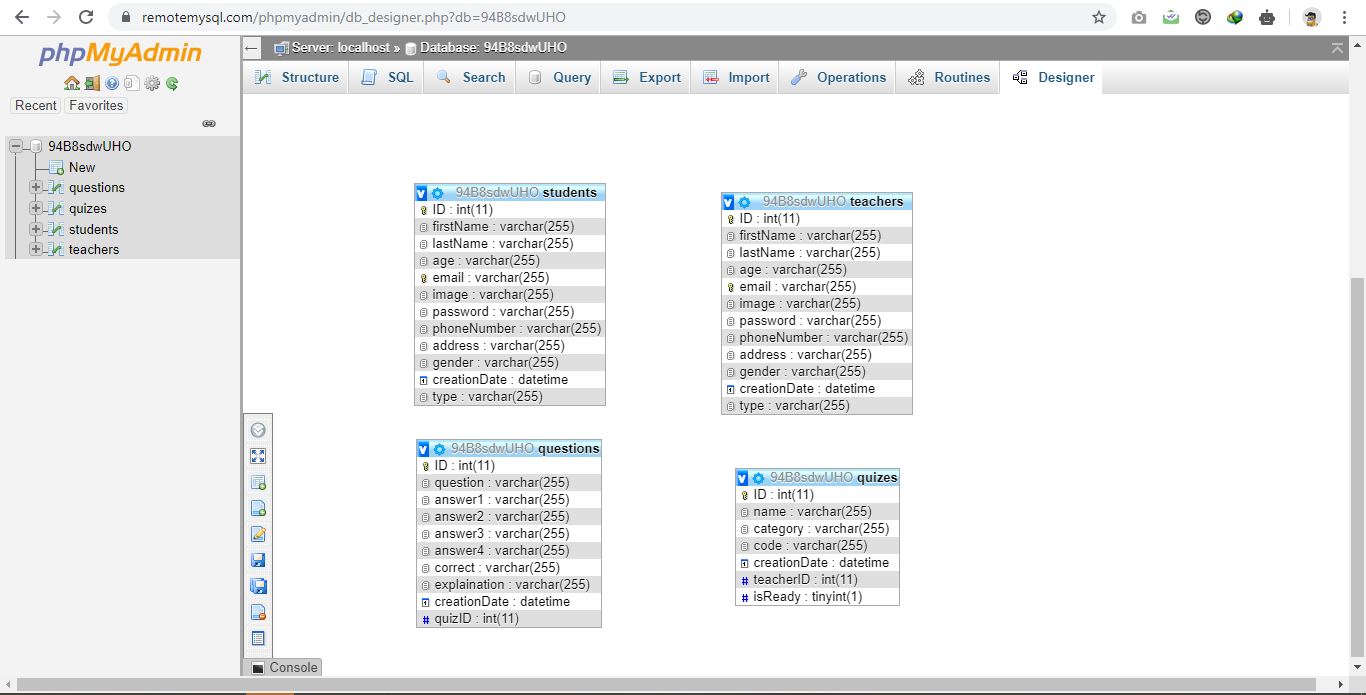 remotemysql.com/phpmyadmin/db_designer.php?db=94B8sdwUHO
phpMyAdmin
Recent Favorites
94B8sdwUHO
New
questions
quizes
students
teachers
Server: localhost » Database: 94B8sdwUHO
Structure SQL Search Query Export Import Operations Routines Designer
94B8sdwUHO students
ID : int(11)
firstName : varchar(255)
lastName : varchar(255)
age : varchar(255)
email : varchar(255)
image : varchar(255)
password : varchar(255)
phoneNumber : varchar(255)
address : varchar(255)
gender : varchar(255)
creationDate : datetime
type : varchar(255)
94B8sdwUHO teachers
ID : int(11)
firstName : varchar(255)
lastName : varchar(255)
age : varchar(255)
email : varchar(255)
image : varchar(255)
password : varchar(255)
phoneNumber : varchar(255)
address : varchar(255)
gender : varchar(255)
creationDate : datetime
type : varchar(255)
94B8sdwUHO questions
ID : int(11)
question : varchar(255)
answer1 : varchar(255)
answer2 : varchar(255)
answer3 : varchar(255)
answer4 : varchar(255)
correct : varchar(255)
explaination : varchar(255)
creationDate : datetime
# quizID : int(11)
94B8sdwUHO quizes
ID : int(11)
name : varchar(255)
category : varchar(255)
code : varchar(255)
creationDate : datetime
# teacherID : int(11)
# isReady : tinyint(1)
Console